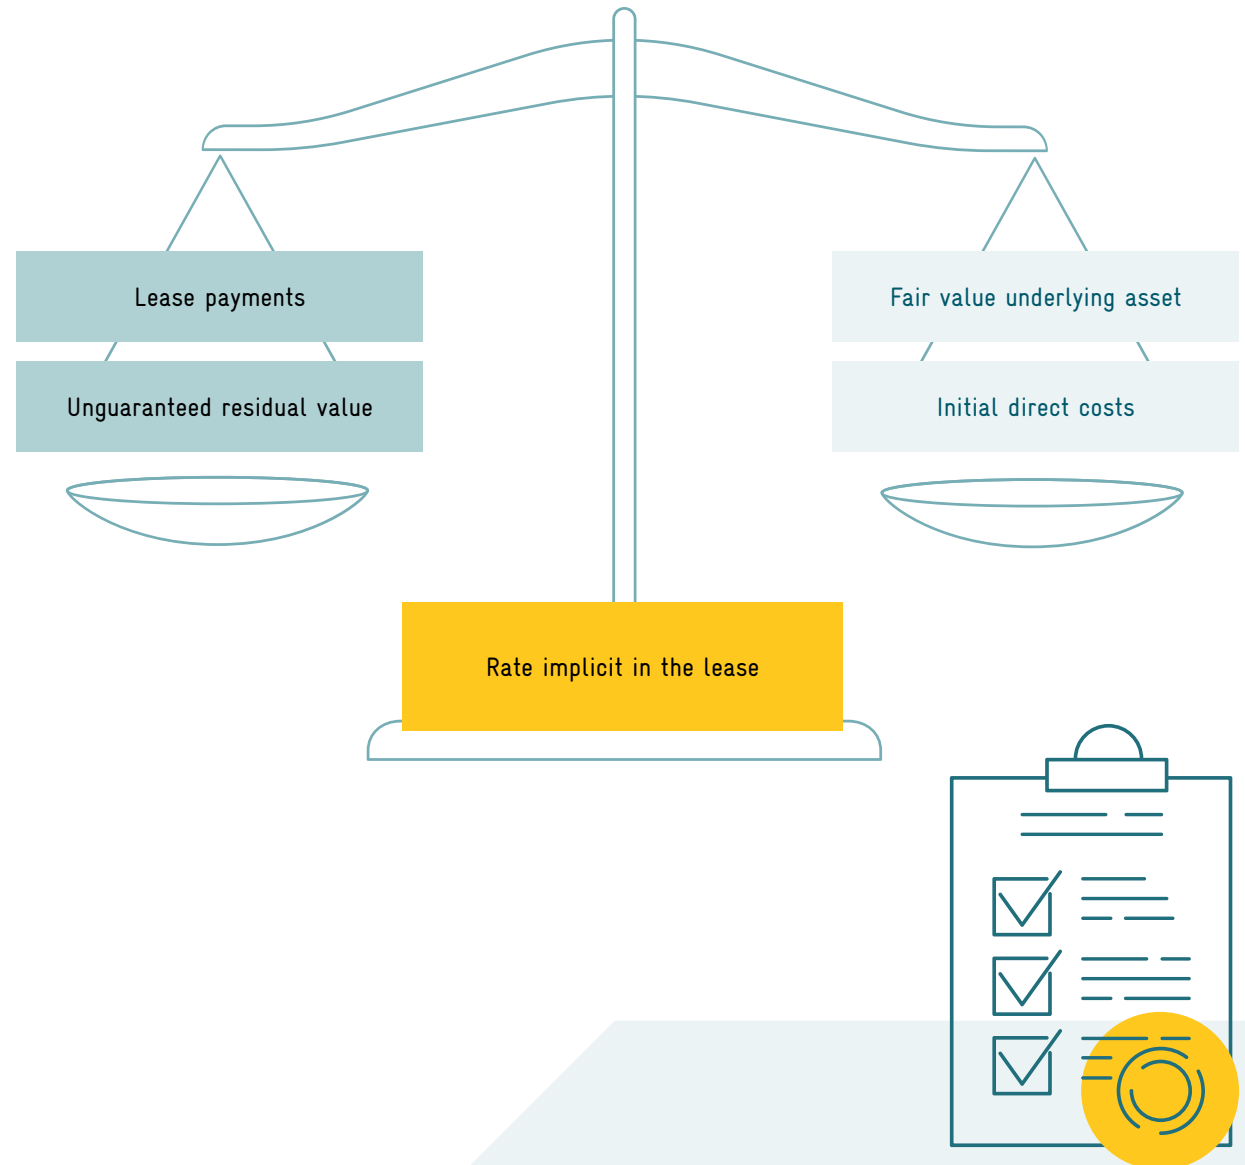 Lease payments
Fair value underlying asset
Unguaranteed residual value
Initial direct costs
Rate implicit in the lease